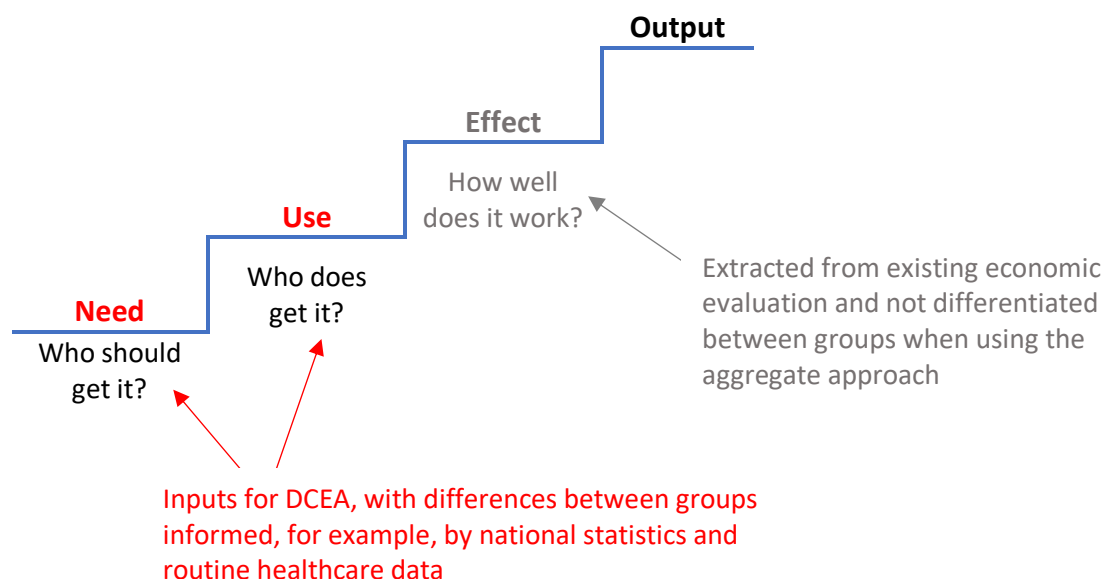 Output
Effect
How well
does it work?
Use
Who does
get it?
Extracted from existing economic
evaluation and not differentiated
between groups when using the
aggregate approach
Need
Who should
get it?
Inputs for DCEA, with differences between groups
informed, for example, by national statistics and
routine healthcare data